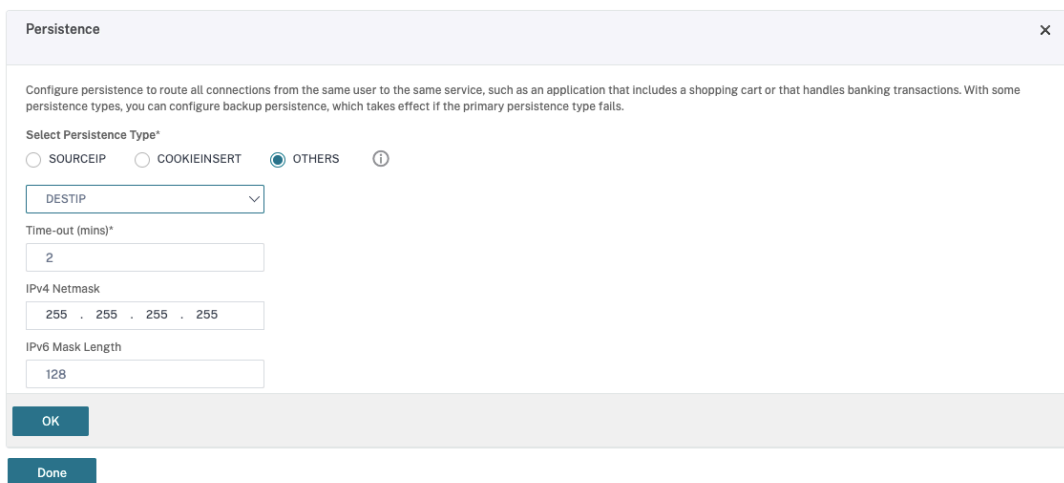 Persistence
Configure persistence to route all connections from the same user to the same service, such as an application that includes a shopping cart or that handles banking transactions. With some
persistence types, you can configure backup persistence, which takes effect if the primary persistence type fails.
Select Persistence Type*
SOURCEIP COOKIEINSERT OTHERS
DESTIP
Time-out (mins)*
2
IPv4 Netmask
255 . 255 . 255 . 255
IPv6 Mask Length
128
OK
Done